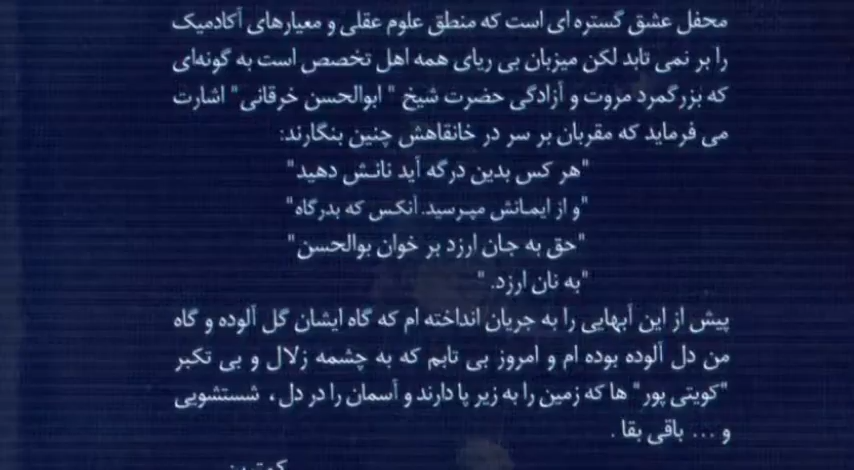 محفل عشق گستره ای است که منطق علوم عقلی و معیارهای آکادمیک
را بر نمی تابد لکن میزبان بی ریای همه اهل تخصص است به گونه‌ای
که بزرگمرد مروت و آزادگی حضرت شیخ " ابوالحسن خرقانی" اشارت
می فرماید که مقربان بر سر در خانقاهش چنین بنگارند:
"هر کس بدین درگه آید نانش دهید"
"و از ایمانش مپرسید. آنکس که بدرگاه"
"حق به جان ارزد بر خوان بوالحسن"
"به نان ارزد. "
پیش از این آبهایی را به جریان انداخته ام که گاه ایشان گل آلوده و گاه
من دل آلوده بوده ام و امروز بی تابم که به چشمه زلال و بی تکبر
"کویتی پور" ها که زمین را به زیر پا دارند و آسمان را در دل، شستشویی
و ... باقی بقا .